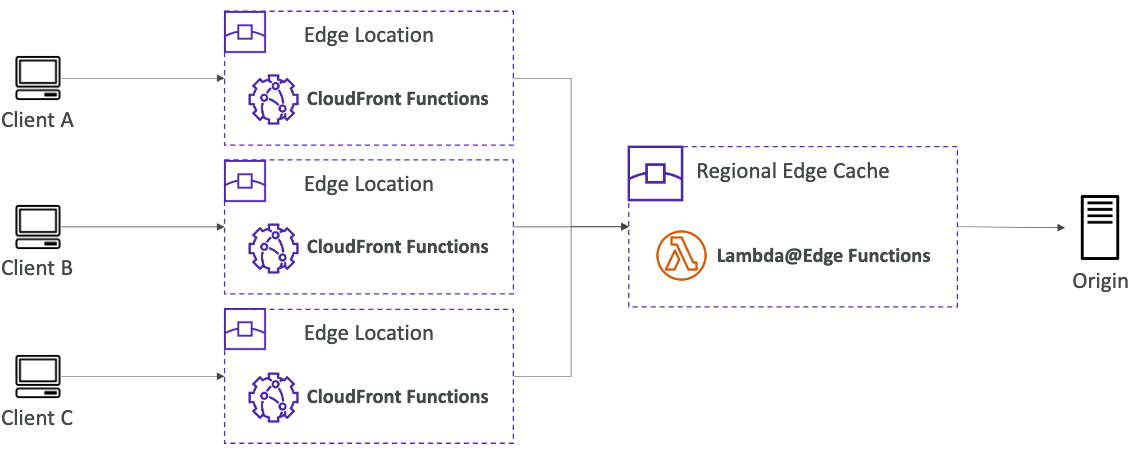 Edge Location
CloudFront Functions
Client A
Edge Location
CloudFront Functions
Client B
Edge Location
CloudFront Functions
Client C
Regional Edge Cache
Lambda@Edge Functions
Origin